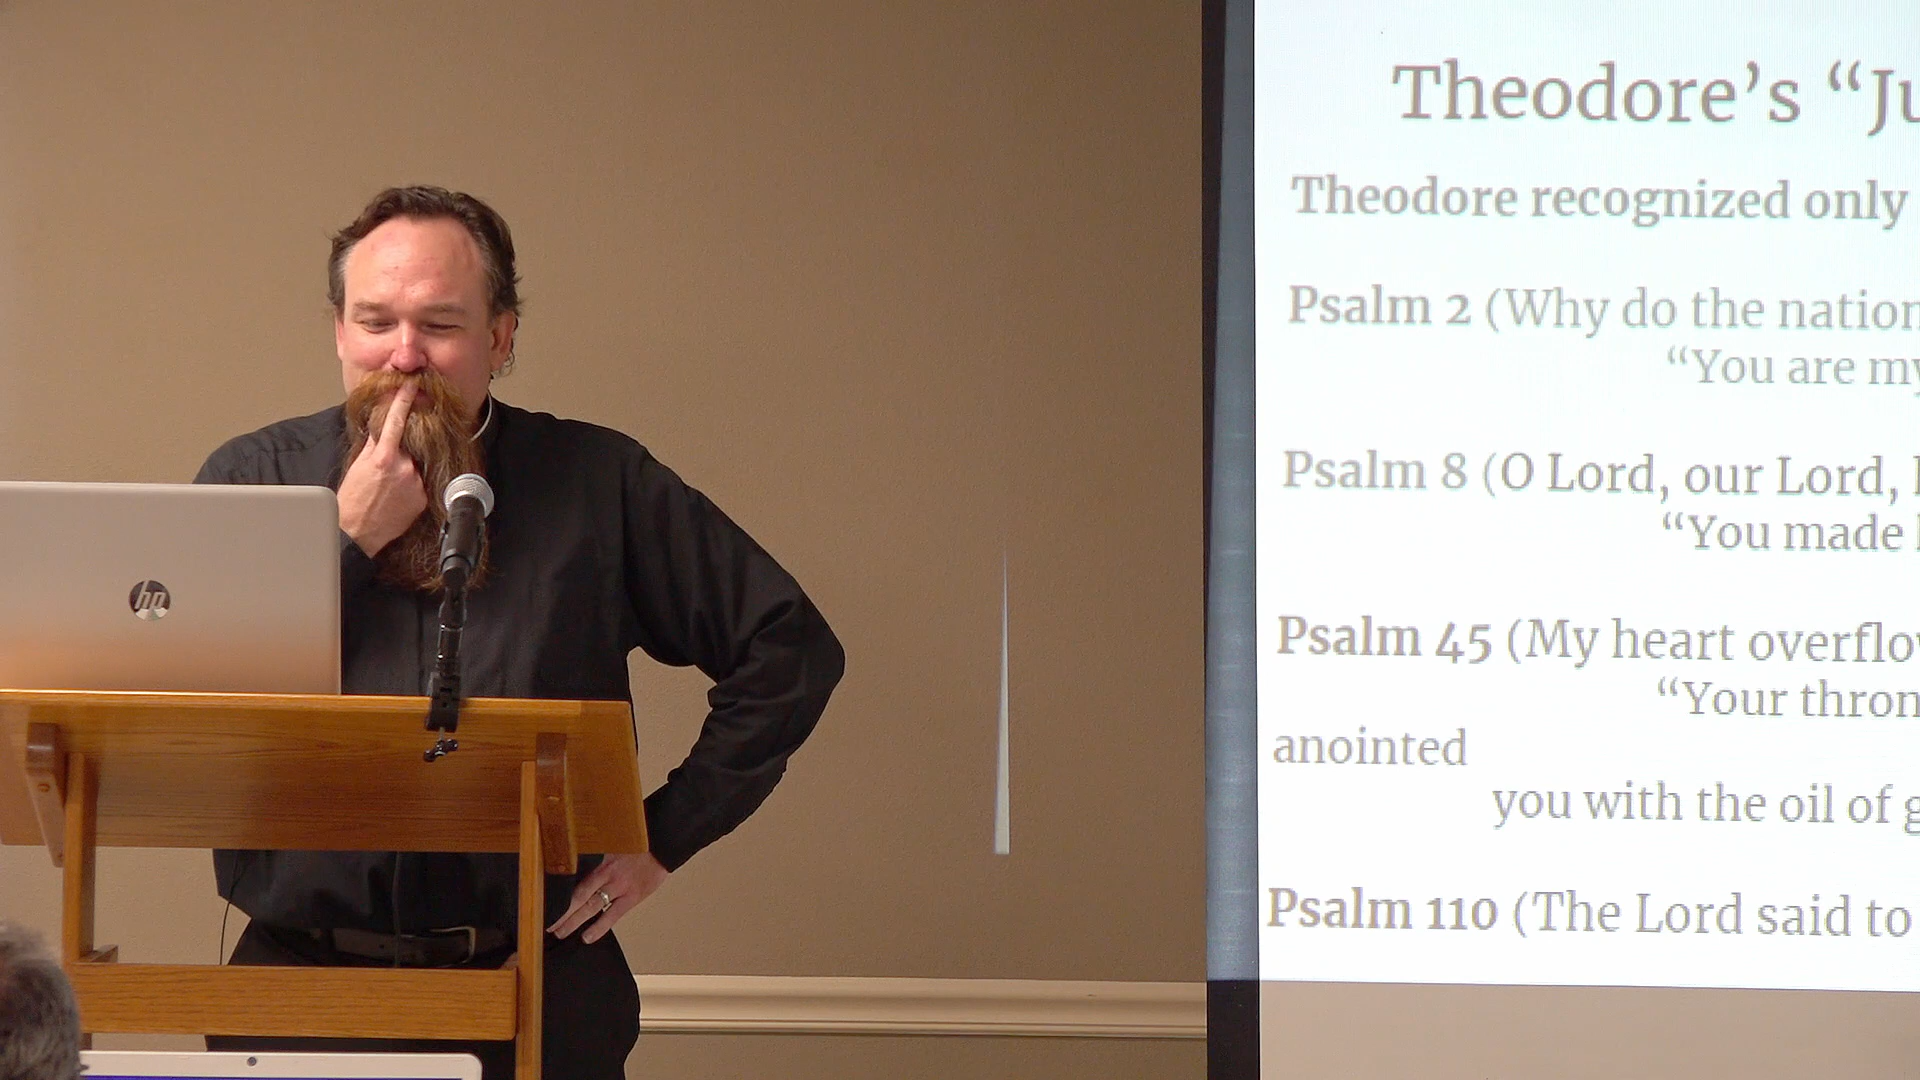 Theodore's “Ju
Theodore recognized only
Psalm 2 (Why do the nation
“You are my
Psalm 8 (O Lord, our Lord, h
“You made h
Psalm 45 (My heart overflow
“Your thron
anointed
you with the oil of g
Psalm 110 (The Lord said to
hp